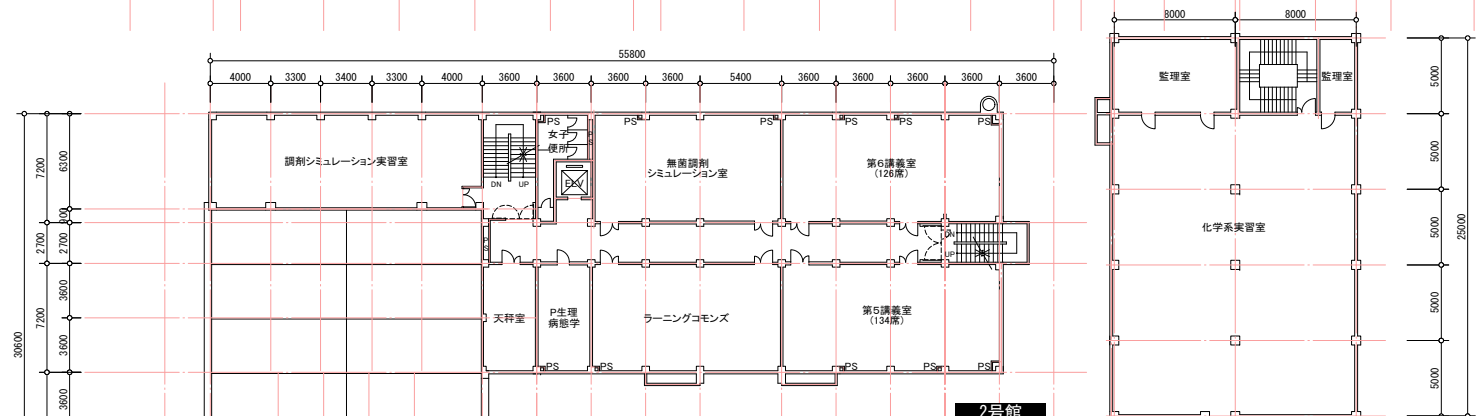 8000
8000
55800
4000
3300
3400
3300
4000
3600
3600
3600
3600
5400
3600
3600
3600
3600
3600
監理室
監理室
5000
PS
PS
PS
PS
PS
PS
女子
便所
PS
調剤シミュレーション実習室
無菌調剤
シミュレーション室
第6講義室
(126席)
7200
6300
DN
UP
ELV
5000
900
化学系実習室
5000
25000
2700
2700
PS
DN
UP
3600
7200
3600
30600
天秤室
P生理
病態学
ラーニングコモンズ
第5講義室
(134席)
5000
PS
PS
PS
PS
PS
3600
5000
2号館